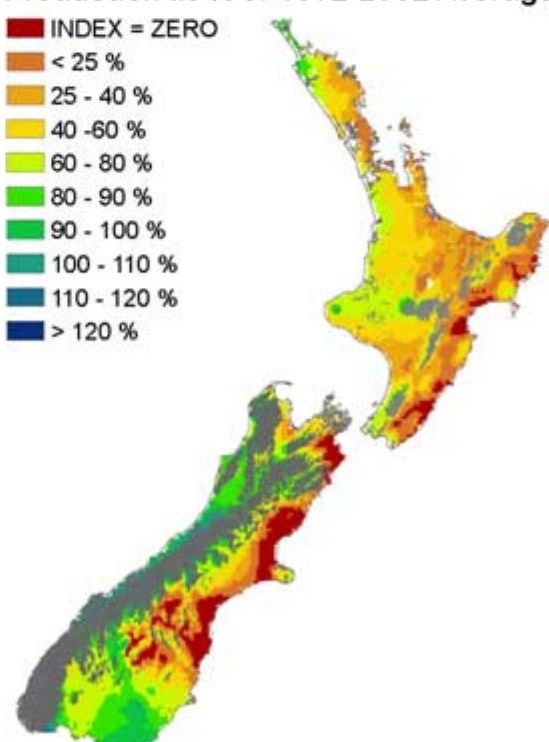 INDEX = ZERO
< 25 %
25 - 40 %
40 -60 %
60 - 80 %
80 - 90 %
90 - 100 %
100 - 110 %
110 - 120 %
> 120 %